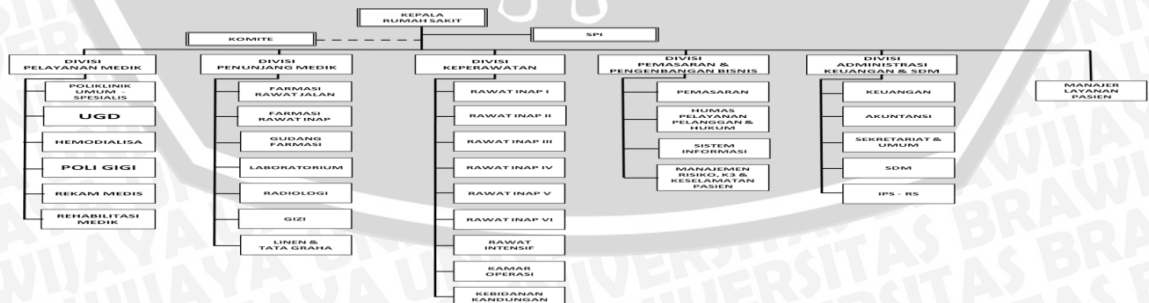 KEPALA
RUMAH SAKIT
KOMITE
SPI
DIVISI
PELAYANAN MEDIK
POLIKLINIK
UMUM –
SPESIALIS
UGD
HEMODIALISA
POLI GIGI
REKAM MEDIS
REHABILITASI
MEDIK
DIVISI
PENUNJANG MEDIK
FARMASI
RAWAT JALAN
FARMASI
RAWAT INAP
GUDANG
FARMASI
LABORATORIUM
RADIOLOGI
GIZI
LINEN &
TATA GRAHA
DIVISI
KEPERAWATAN
RAWAT INAP I
RAWAT INAP II
RAWAT INAP III
RAWAT INAP IV
RAWAT INAP V
RAWAT INAP VI
RAWAT
INTENSIF
KAMAR
OPERASI
KEBIDANAN
KANDUNGAN
DIVISI
PEMASARAN &
PENGENBANGAN BISNIS
PEMASARAN
HUMAS
PELAYANAN
PELANGGAN &
HUKUM
SISTEM
INFORMASI
MANAJEMEN
RISIKO, K3 &
KESELAMATAN
PASIEN
DIVISI
ADMINISTRASI
KEUANGAN & SDM
KEUANGAN
AKUNTANSI
SEKRETARIAT &
UMUM
SDM
IPS - RS
MANAJER
LAYANAN
PASIEN